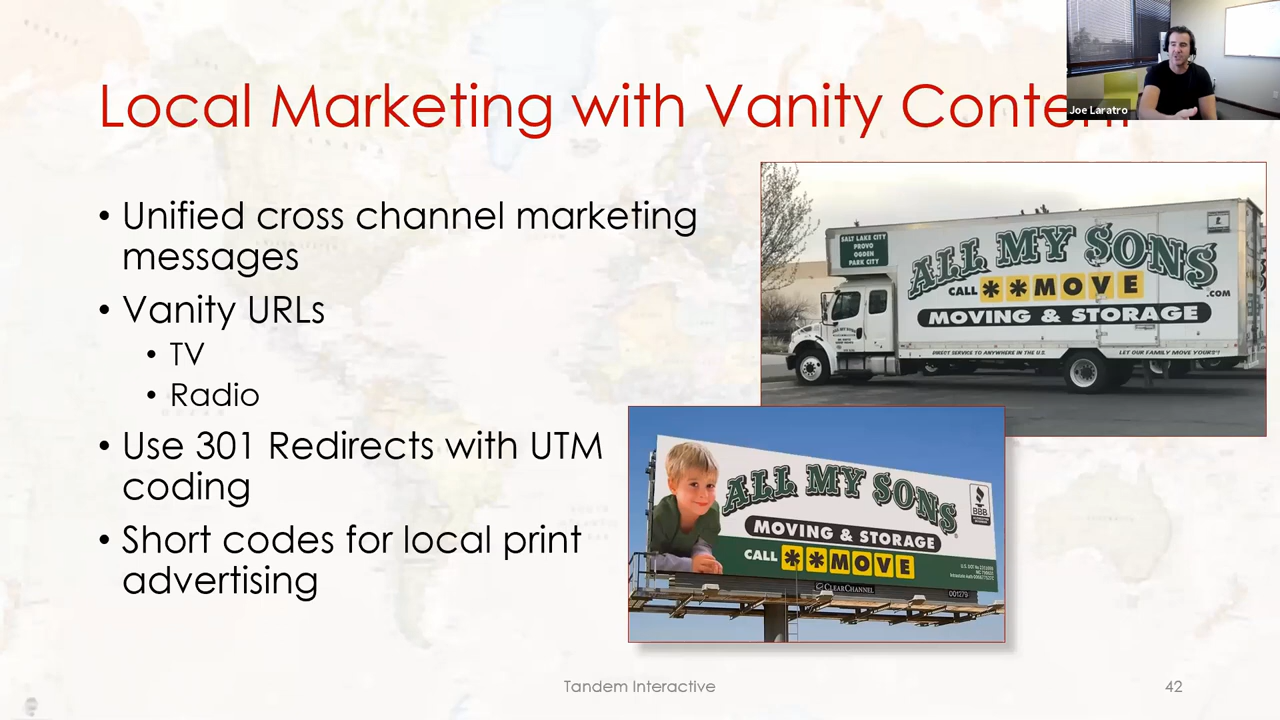 Local Marketing with Vanity Content
Joe Laratro
• Unified cross channel marketing
messages
• Vanity URLs
• TV
• Radio
• Use 301 Redirects with UTM
coding
• Short codes for local print
advertising
SALT LAKE CITY
PROVO
OGDEN
PARK CITY
ALL MY SONS
CALL **MOVE
.COM
MOVING & STORAGE
DIRECT SERVICE TO ANYWHERE IN THE U.S.
LET OUR FAMILY MOVE YOURS!
ALL MY SONS
BBB
MOVING & STORAGE
CALL **MOVE
CLEARCHANNEL
001279
Tandem Interactive
42